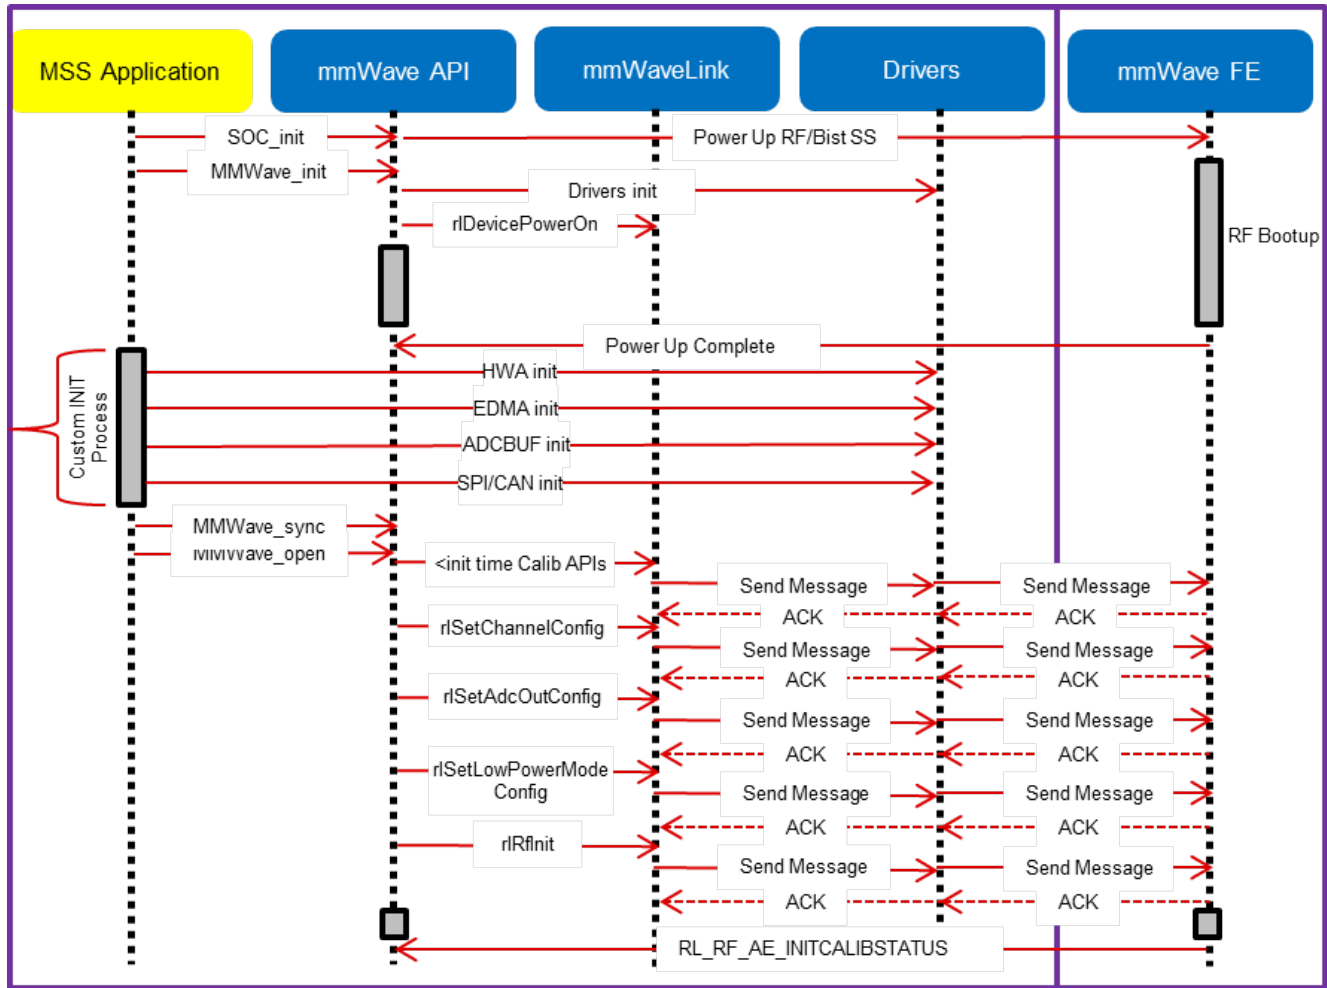 MSS Application
mmWave API
mmWaveLink
Drivers
mmWave FE
SOC_init
Power Up RF/Bist SS
MMWave_init
Drivers init
rlDevicePowerOn
RF Bootup
Power Up Complete
HWA init
EDMA init
ADCBUF init
SPI/CAN init
Custom INIT
Process
MMWave_sync
MMWave_open
<init time Calib APIs
Send Message
Send Message
ACK
ACK
rlSetChannelConfig
Send Message
Send Message
ACK
ACK
rlSetAdcOutConfig
Send Message
Send Message
ACK
ACK
rlSetLowPowerMode
Config
Send Message
Send Message
ACK
ACK
rlRfInit
Send Message
Send Message
ACK
ACK
RL_RF_AE_INITCALIBSTATUS